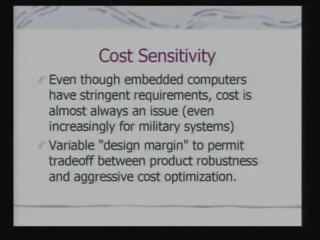 Cost Sensitivity
Even though embedded computers
have stringent requirements, cost is
almost always an issue (even
increasingly for military systems)
Variable "design margin" to permit
tradeoff between product robustness
and aggressive cost optimization.